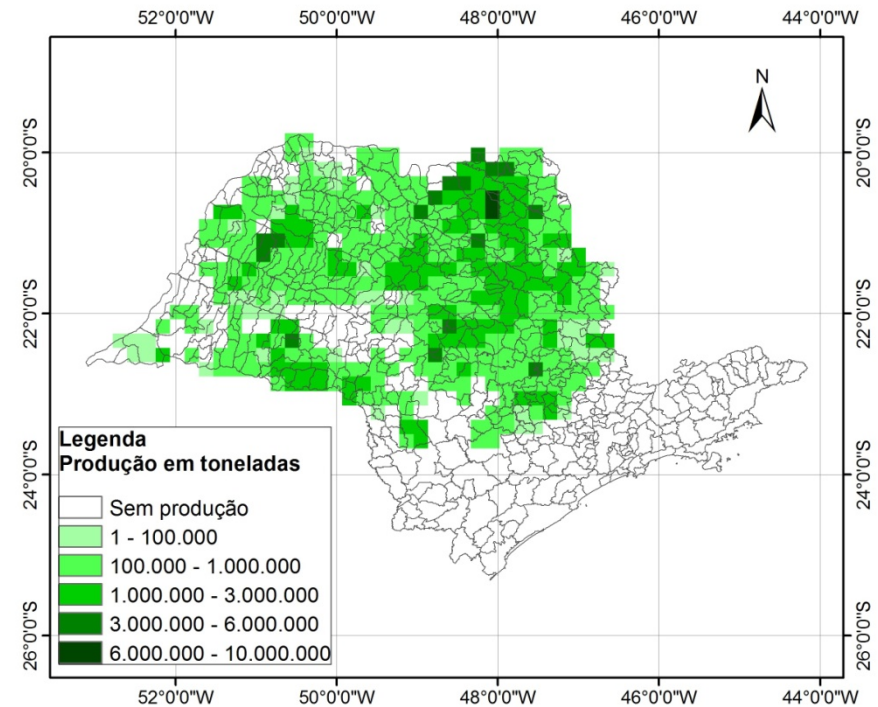 52°0'0"W 50°0'0"W 48°0'0"W 46°0'0"W 44°0'0"W
N
20°0'0"S 20°0'0"S
22°0'0"S 22°0'0"S
24°0'0"S 24°0'0"S
26°0'0"S 26°0'0"S
Legenda
Produção em toneladas
Sem produção
1 - 100.000
100.000 - 1.000.000
1.000.000 - 3.000.000
3.000.000 - 6.000.000
6.000.000 - 10.000.000
52°0'0"W 50°0'0"W 48°0'0"W 46°0'0"W 44°0'0"W